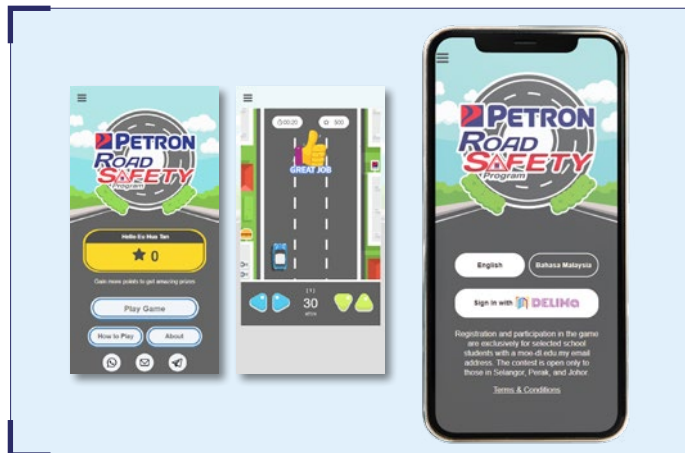 PETRON
ROAD
SAFETY
Program
Hello Eu Hua Tan
0
Gain more points to get amazing prizes
Play Game
How to Play
About
00:20
500
GREAT JOB
30
PETRON
ROAD
SAFETY
Program
English
Bahasa Malaysia
Sign in with DELIMa
Registration and participation in the game
are exclusively for selected school
students with a moe-dl.edu.my email
address. The contest is open only to
those in Selangor, Perak, and Johor
Terms & Conditions